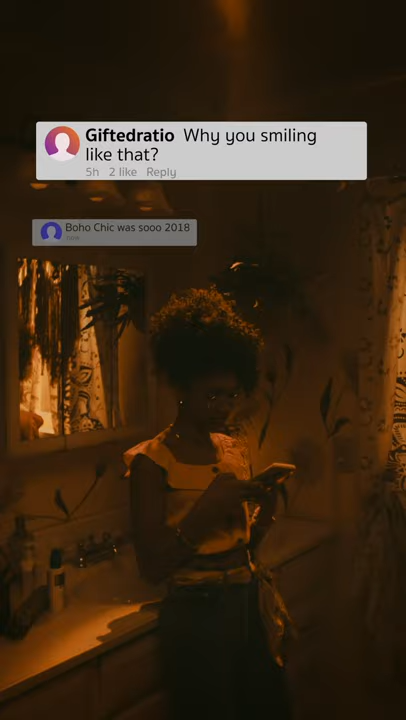 Giftedratio Why you smiling
like that?
5h 2 like Reply
Boho Chic was sooo 2018